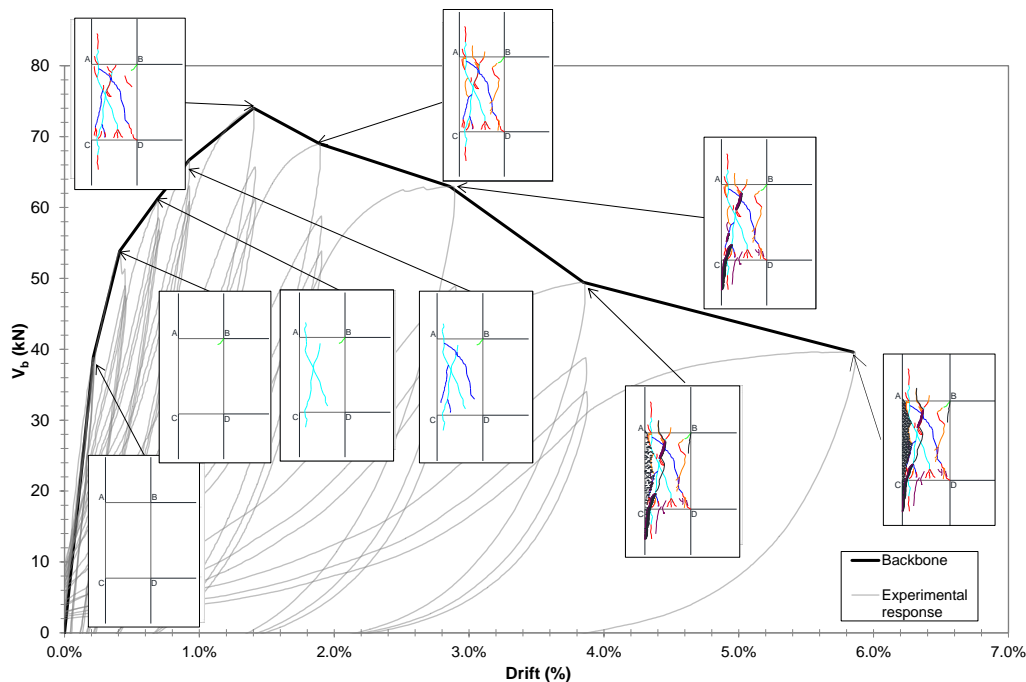 A
B
C
D
A
B
C
D
A
B
C
D
A
B
C
D
A
B
C
D
A
B
C
D
A
B
C
D
A
B
C
D
A
B
C
D
80
70
60
50
40
30
20
10
0
V_b (kN)
0.0%
1.0%
2.0%
3.0%
4.0%
5.0%
6.0%
7.0%
Drift (%)
Backbone
Experimental
response